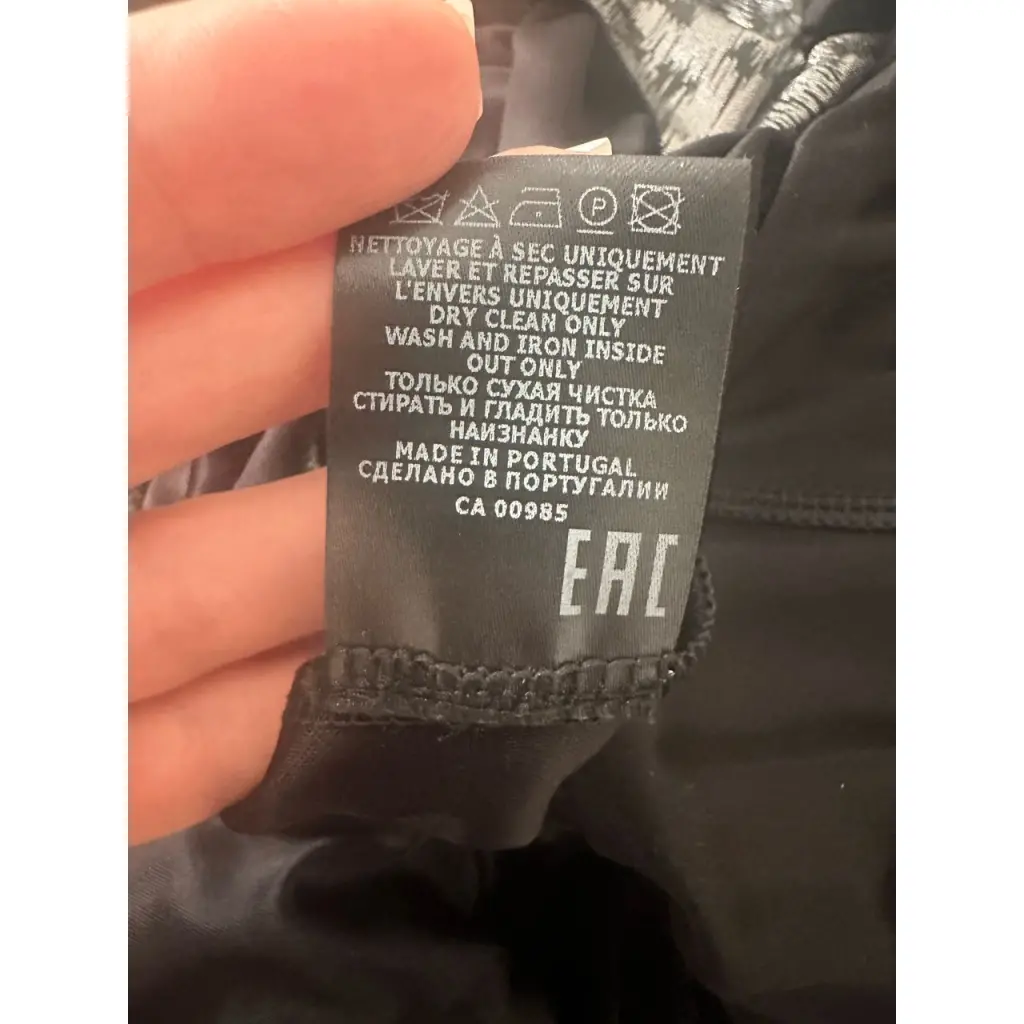 P
NETTOYAGE À SEC UNIQUEMENT
LAVER ET REPASSER SUR
L'ENVERS UNIQUEMENT
DRY CLEAN ONLY
WASH AND IRON INSIDE
OUT ONLY
ТОЛЬКО СУХАЯ ЧИСТКА
СТИРАТЬ И ГЛАДИТЬ ТОЛЬКО
НАИЗНАНКУ
MADE IN PORTUGAL
СДЕЛАНО В ПОРТУГАЛИИ
CA 00985
EAC